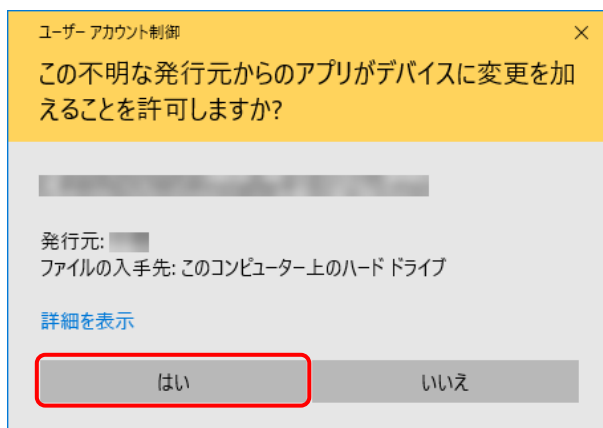 ユーザー アカウント制御
この不明な発行元からのアプリがデバイスに変更を加
えることを許可しますか?
発行元:
ファイルの入手先: このコンピューター上のハード ドライブ
詳細を表示
はい
いいえ